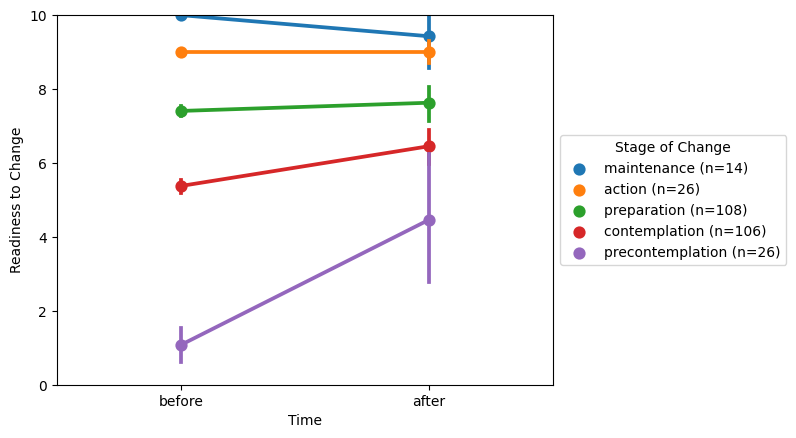 10
8
6
4
2
0
Readiness to Change
before
after
Time
Stage of Change
maintenance (n=14)
action (n=26)
preparation (n=108)
contemplation (n=106)
precontemplation (n=26)